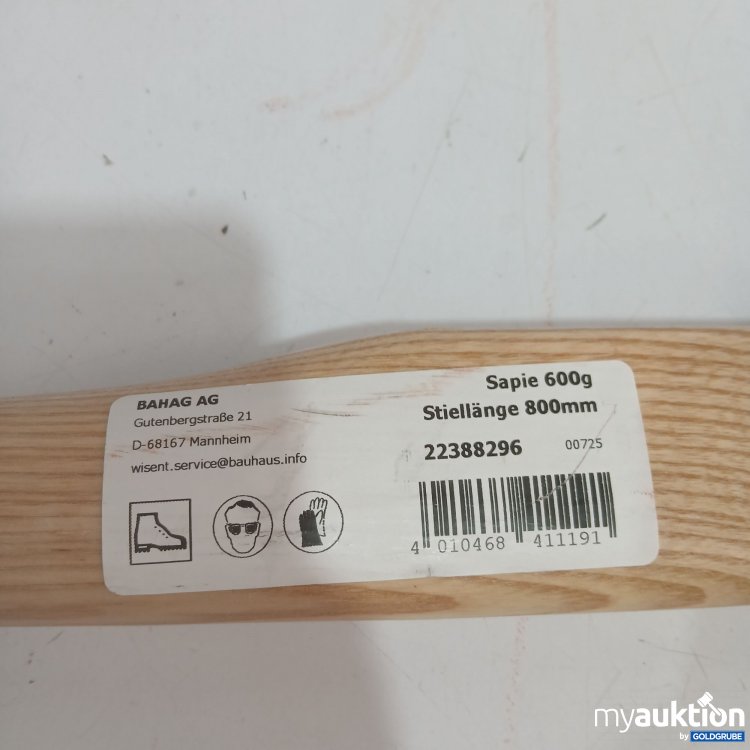 BAHAG AG
Gutenbergstraße 21
D-68167 Mannheim
wisent.service@bauhaus.info
Sapie 600g
Stiellänge 800mm
22388296 00725
4 010468 411191
myauktion
by GOLDGRUBE